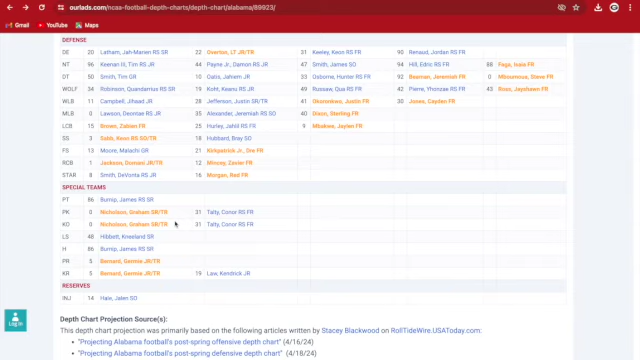 ourlads.com/ncaa-football-depth-charts/depth-chart/alabama/89923/
Gmail YouTube Maps
DEFENSE
DE 20 Latham, Jah-Marien RS SR 22 Overton, LT JR/TR 31 Keeley, Keon RS FR 90 Renaud, Jordan RS FR
NT 96 Keenan III, Tim RS JR 44 Payne Jr., Damon RS JR 47 Smith, James SO 94 Hill, Edric RS FR 88 Faga, Isaia FR
DT 50 Smith, Tim GR 10 Oatis, Jahiem JR 33 Osborne, Hunter RS FR 92 Beaman, Jeremiah FR 0 Mboumoua, Steve FR
WOLF 34 Robinson, Quandarrius RS SR 19 Koht, Keanu RS JR 49 Russaw, Qua RS FR 42 Pierre, Yhonzae RS FR 43 Ross, Jayshawn FR
WLB 11 Campbell, Jihaad JR 28 Jefferson, Justin SR/TR 41 Okoronkwo, Justin FR 30 Jones, Cayden FR
MLB 0 Lawson, Deontae RS JR 35 Alexander, Jeremiah RS SO 40 Dixon, Sterling FR
LOB 15 Brown, Zabien FR 25 Hurley, Jahlil RS FR 9 Mbakwe, Jaylen FR
SS 3 Sabb, Keon RS SO/TR 18 Hubbard, Bray SO
FS 13 Moore, Malachi GR 21 Kirkpatrick Jr., Dre FR
RCB 1 Jackson, Domani JR/TR 12 Mincey, Zavier FR
STAR 8 Smith, DeVonta RS JR 16 Morgan, Red FR
SPECIAL TEAMS
PT 86 Burnip, James RS SR
PK 0 Nicholson, Graham SR/TR 31 Talty, Conor RS FR
KO 0 Nicholson, Graham SR/TR 31 Talty, Conor RS FR
LS 48 Hibbett, Kneeland SR
H 86 Burnip, James RS SR
PR 5 Bernard, Germie JR/TR
KR 5 Bernard, Germie JR/TR 19 Law, Kendrick JR
RESERVES
INJ 14 Hale, Jalen SO
Log in
Depth Chart Projection Source(s):
This depth chart projection was primarily based on the following articles written by Stacey Blackwood on RollTideWire.USAToday.com:
"Projecting Alabama football's post-spring offensive depth chart" (4/16/24)
"Projecting Alabama football's post-spring defensive depth chart" (4/18/24)